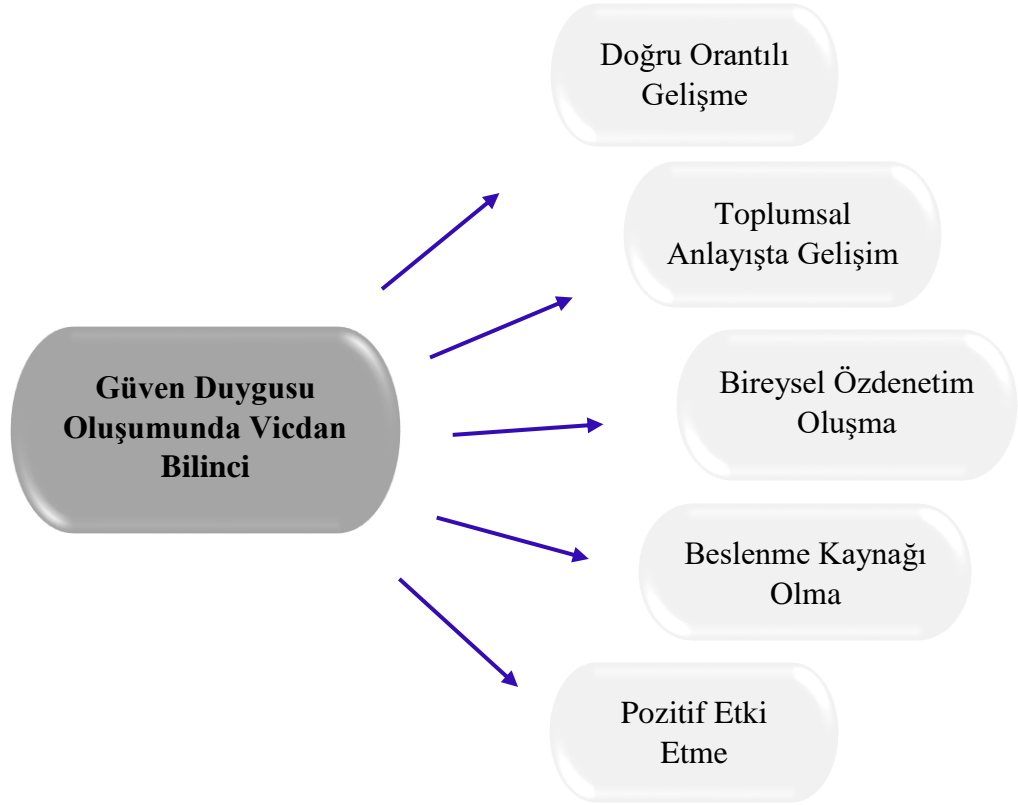 Doğru Orantılı
Gelişme
Toplumsal
Anlayışta Gelişim
Güven Duygusu
Oluşumunda Vicdan
Bilinci
Bireysel Özdenetim
Oluşma
Beslenme Kaynağı
Olma
Pozitif Etki
Etme